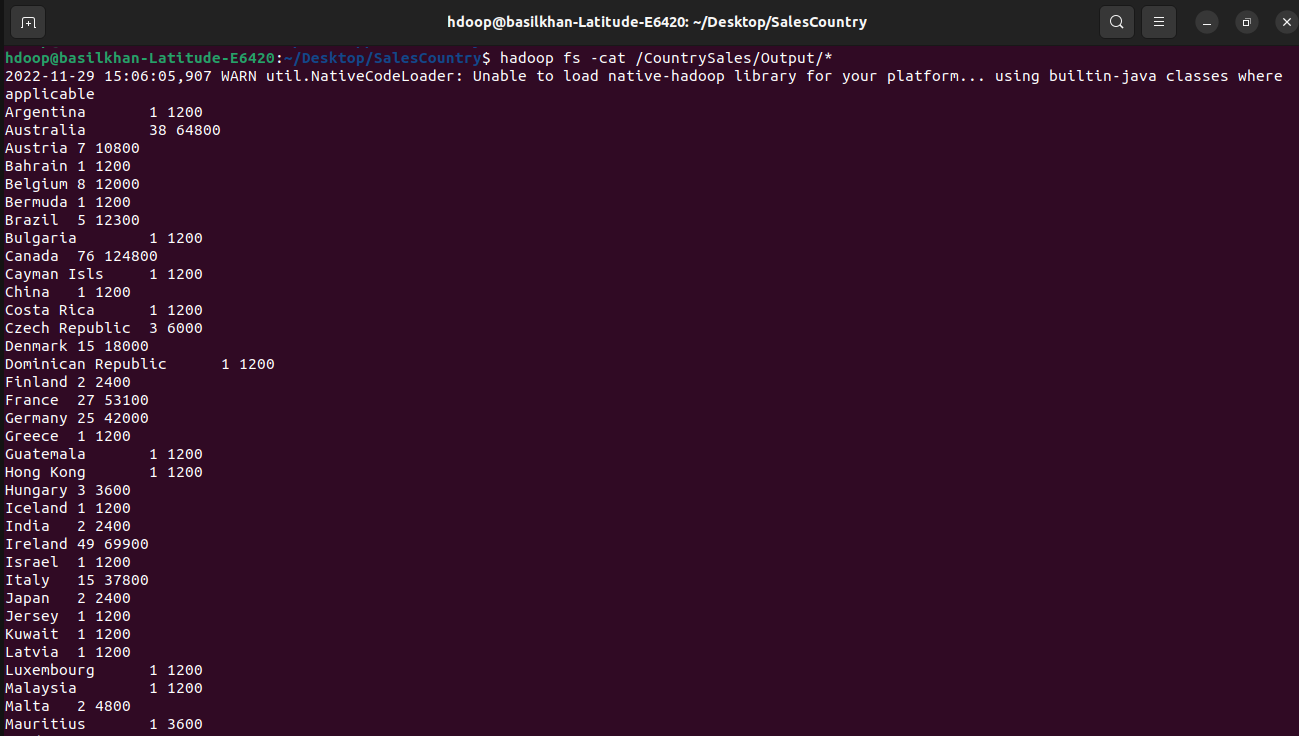 hdoop@basilkhan-Latitude-E6420: ~/Desktop/SalesCountry
hdoop@basilkhan-Latitude-E6420:~/Desktop/SalesCountry$ hadoop fs -cat /CountrySales/Output/*
2022-11-29 15:06:05,907 WARN util.NativeCodeLoader: Unable to load native-hadoop library for your platform... using builtin-java classes where
applicable
Argentina 1 1200
Australia 38 64800
Austria 7 10800
Bahrain 1 1200
Belgium 8 12000
Bermuda 1 1200
Brazil 5 12300
Bulgaria 1 1200
Canada 76 124800
Cayman Isls 1 1200
China 1 1200
Costa Rica 1 1200
Czech Republic 3 6000
Denmark 15 18000
Dominican Republic 1 1200
Finland 2 2400
France 27 53100
Germany 25 42000
Greece 1 1200
Guatemala 1 1200
Hong Kong 1 1200
Hungary 3 3600
Iceland 1 1200
India 2 2400
Ireland 49 69900
Israel 1 1200
Italy 15 37800
Japan 2 2400
Jersey 1 1200
Kuwait 1 1200
Latvia 1 1200
Luxembourg 1 1200
Malaysia 1 1200
Malta 2 4800
Mauritius 1 3600